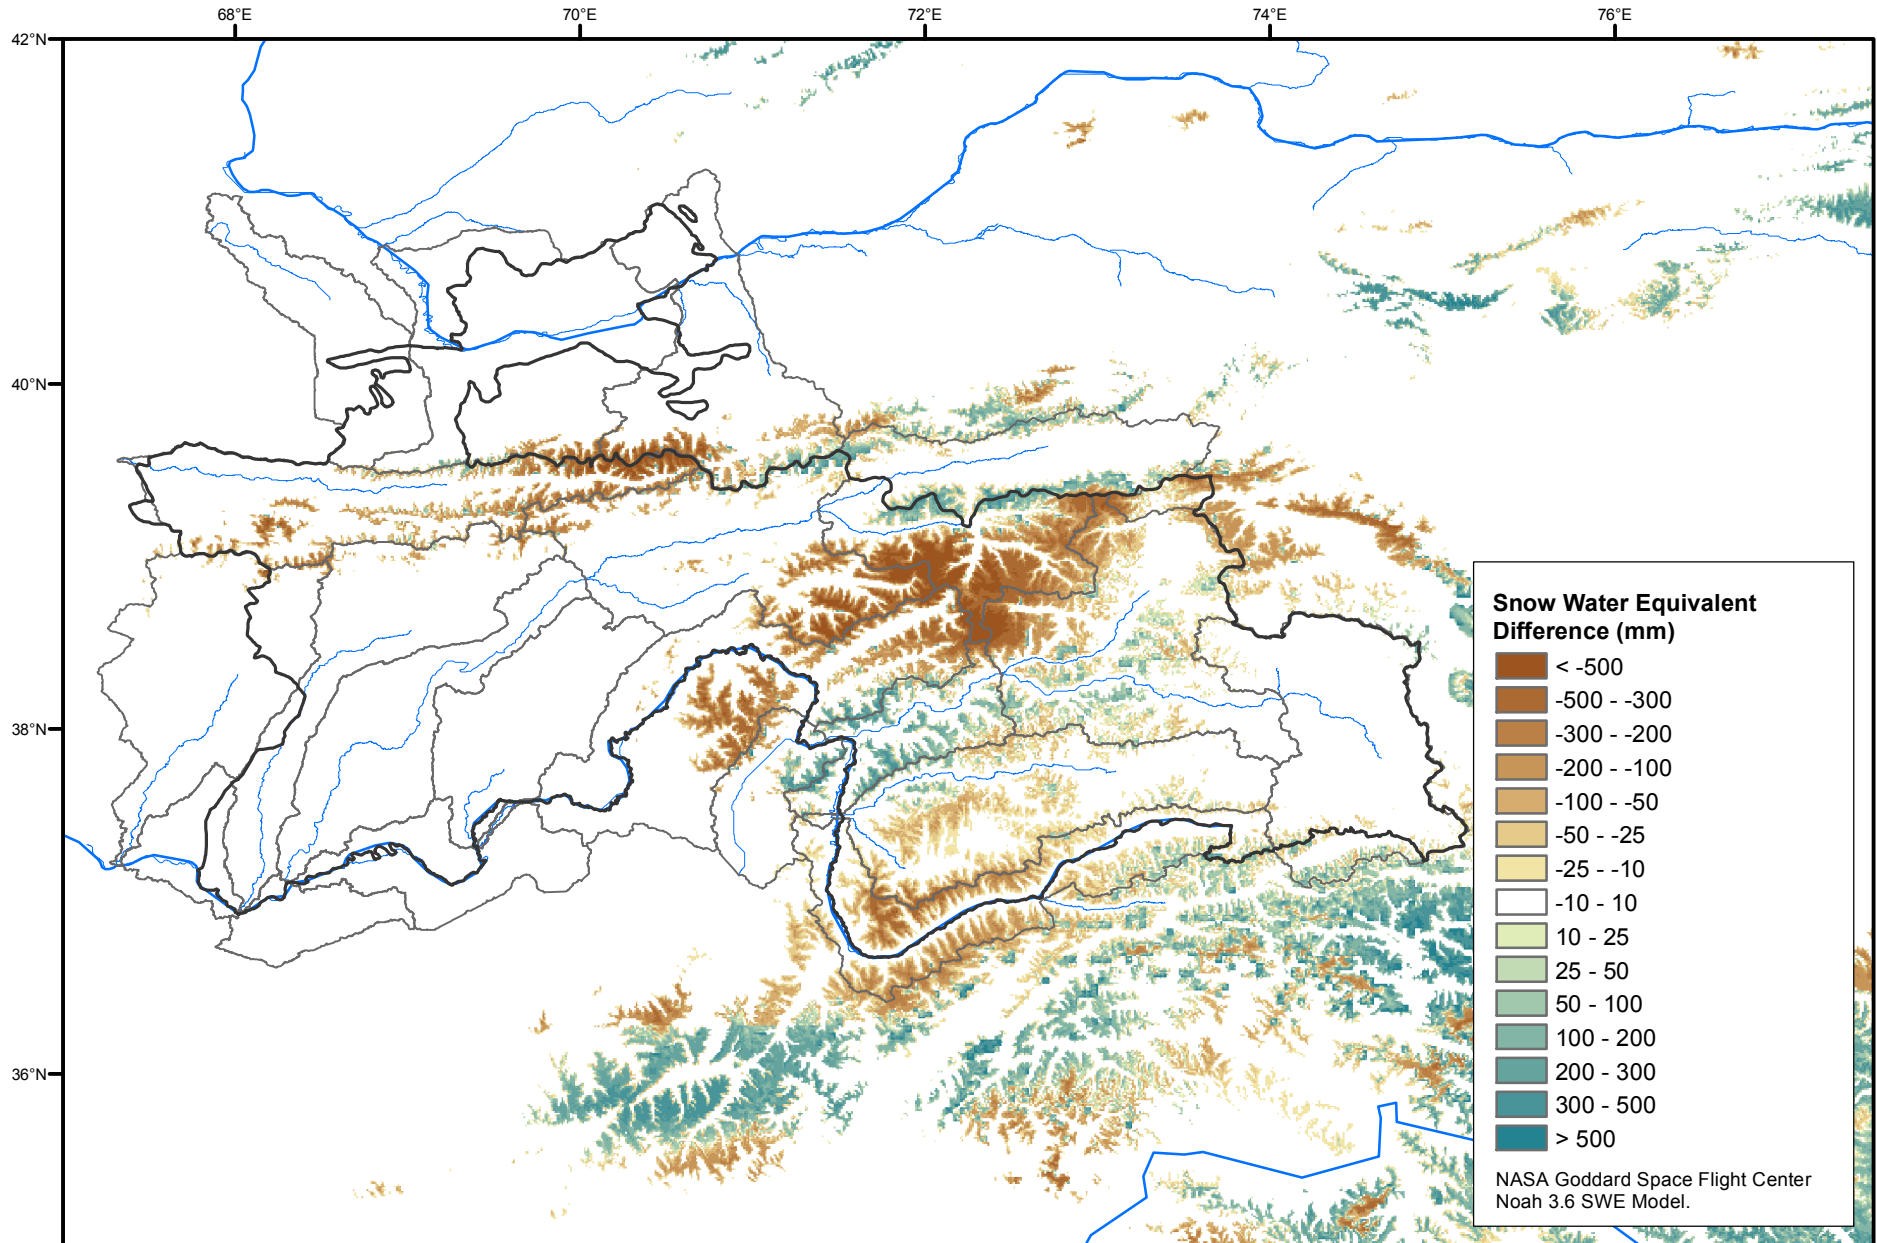 68°E
70°E
72°E
74°E
76°E
42°N
40°N
38°N
36°N
Snow Water Equivalent
Difference (mm)
< -500
-500 - -300
-300 - -200
-200 - -100
-100 - -50
-50 - -25
-25 - -10
-10 - 10
10 - 25
25 - 50
50 - 100
100 - 200
200 - 300
300 - 500
> 500
NASA Goddard Space Flight Center
Noah 3.6 SWE Model.